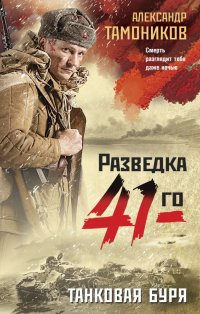 АЛЕКСАНДР
ТАМОНИКОВ
Смерть
разглядит тебя
даже ночью
РАЗВЕДКА
41-ГО
ТАНКОВАЯ БУРЯ